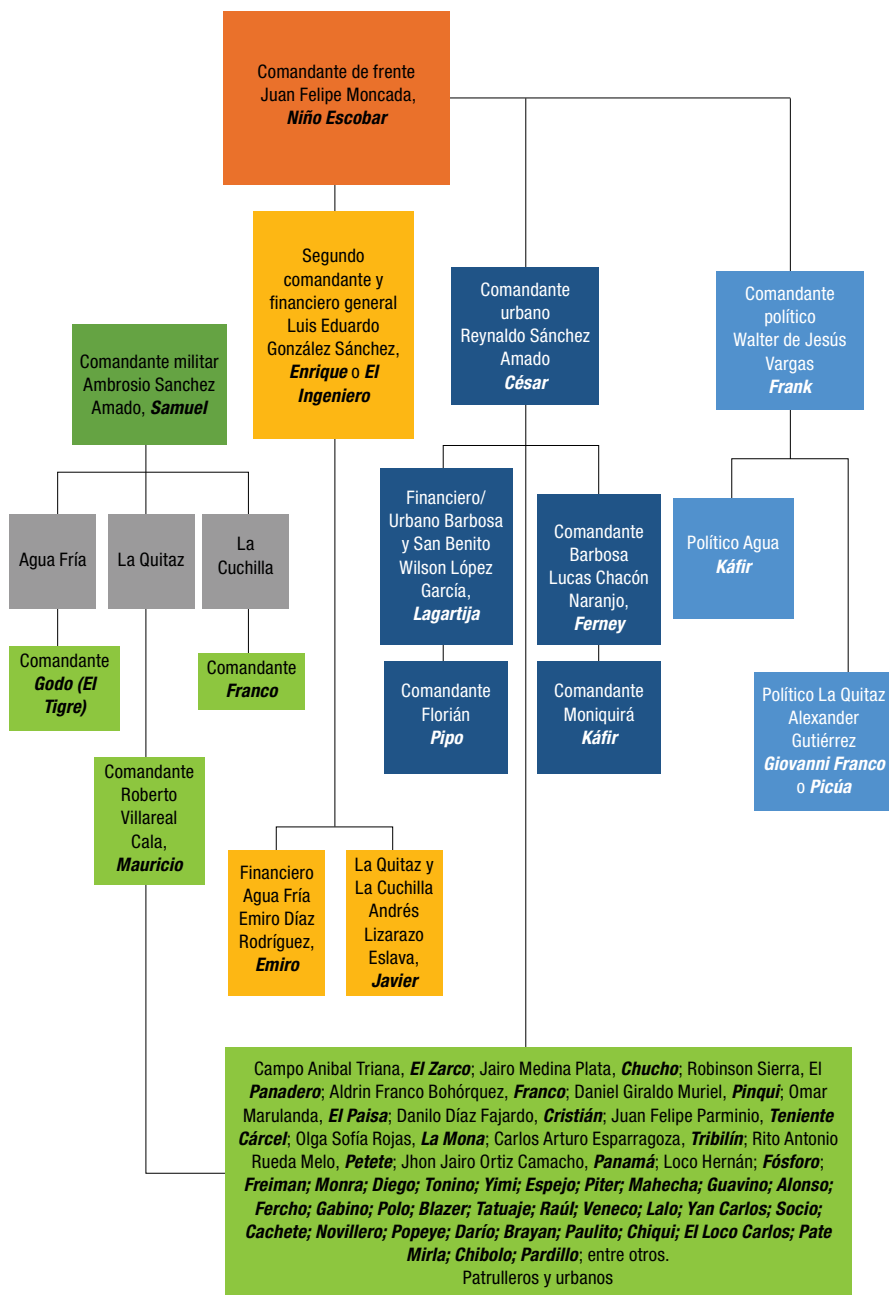 Comandante de frente
Juan Felipe Moncada,
Niño Escobar
Segundo
comandante y
financiero general
Luis Eduardo
González Sánchez,
Enrique o El
Ingeniero
Comandante
urbano
Reynaldo Sánchez
Amado
César
Comandante
político
Walter de Jesús
Vargas
Frank
Comandante militar
Ambrosio Sanchez
Amado, Samuel
Agua Fría
La Quitaz
La
Cuchilla
Financiero/
Urbano Barbosa
y San Benito
Wilson López
García,
Lagartija
Comandante
Barbosa
Lucas Chacón
Naranjo,
Ferney
Político Agua
Káfir
Comandante
Godo (El
Tigre)
Comandante
Franco
Comandante
Florián
Pipo
Comandante
Moniquirá
Káfir
Político La Quitaz
Alexander
Gutiérrez
Giovanni Franco
o Picúa
Comandante
Roberto
Villareal
Cala,
Mauricio
Financiero
Agua Fría
Emiro Díaz
Rodríguez,
Emiro
La Quitaz y
La Cuchilla
Andrés
Lizarazo
Eslava,
Javier
Campo Anibal Triana, El Zarco; Jairo Medina Plata, Chucho; Robinson Sierra, El
Panadero; Aldrin Franco Bohórquez, Franco; Daniel Giraldo Muriel, Pinqui; Omar
Marulanda, El Paisa; Danilo Díaz Fajardo, Cristián; Juan Felipe Parminio, Teniente
Cárcel; Olga Sofía Rojas, La Mona; Carlos Arturo Esparragoza, Tribilín; Rito Antonio
Rueda Melo, Petete; Jhon Jairo Ortiz Camacho, Panamá; Loco Hernán; Fósforo;
Freiman; Monra; Diego; Tonino; Yimi; Espejo; Piter; Mahecha; Guavino; Alonso;
Fercho; Gabino; Polo; Blazer; Tatuaje; Raúl; Veneco; Lalo; Yan Carlos; Socio;
Cachete; Novillero; Popeye; Darío; Brayan; Paulito; Chiqui; El Loco Carlos; Pate
Mirla; Chibolo; Pardillo; entre otros.
Patrulleros y urbanos